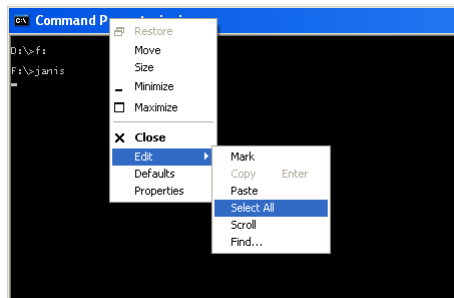 Command P
D:\>f:
F:\>janis
Restore
Move
Size
Minimize
Maximize
Close
Edit
Defaults
Properties
Mark
Copy Enter
Paste
Select All
Scroll
Find...